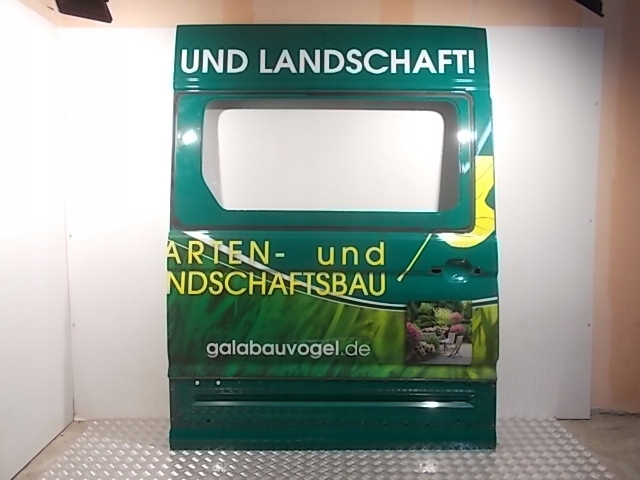 UND LANDSCHAFT!
ARTEN- und
NDSCHAFTSBAU
galabauvogel.de